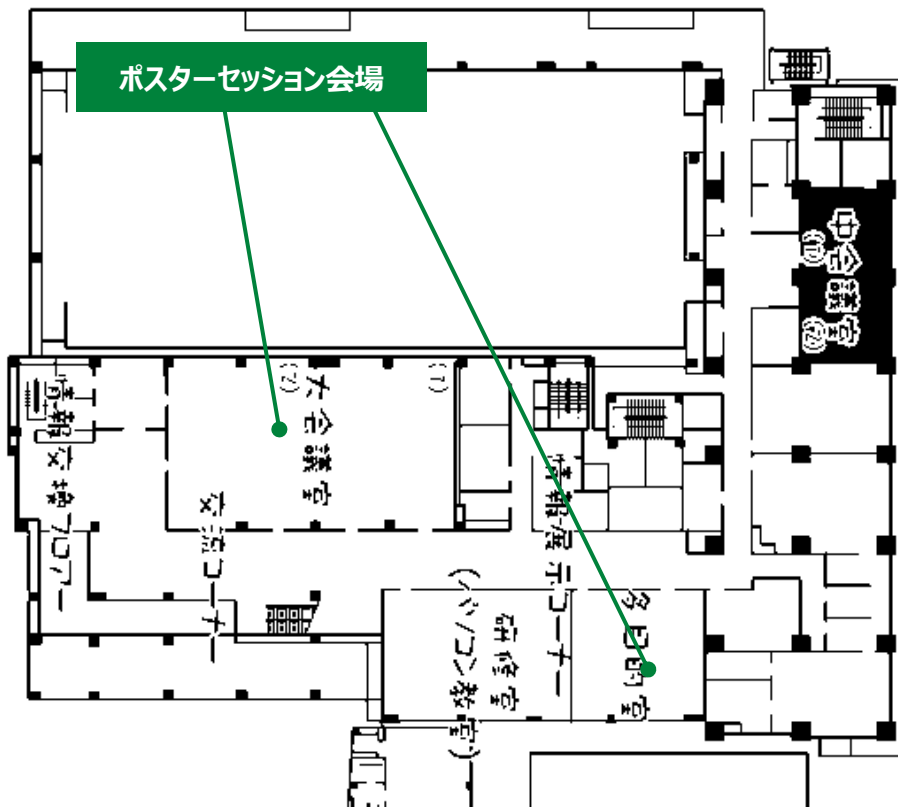 ポスターセッション会場
中会議室
(1)
(2)
大会議室
(2)
(1)
情報交換フロアー
交流コーナー
情報展示コーナー
研修室
(パソコン教室)
多目的室